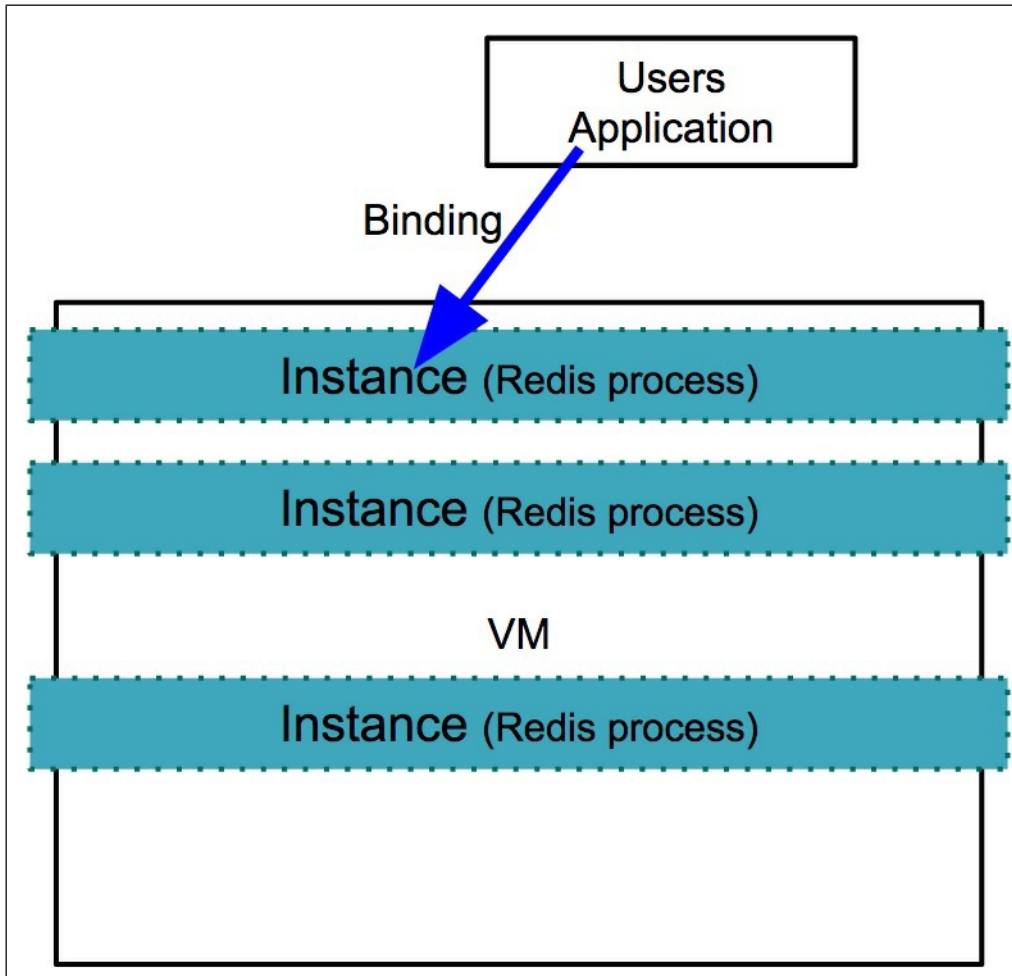 Users
Application
Binding
Instance (Redis process)
Instance (Redis process)
VM
Instance (Redis process)